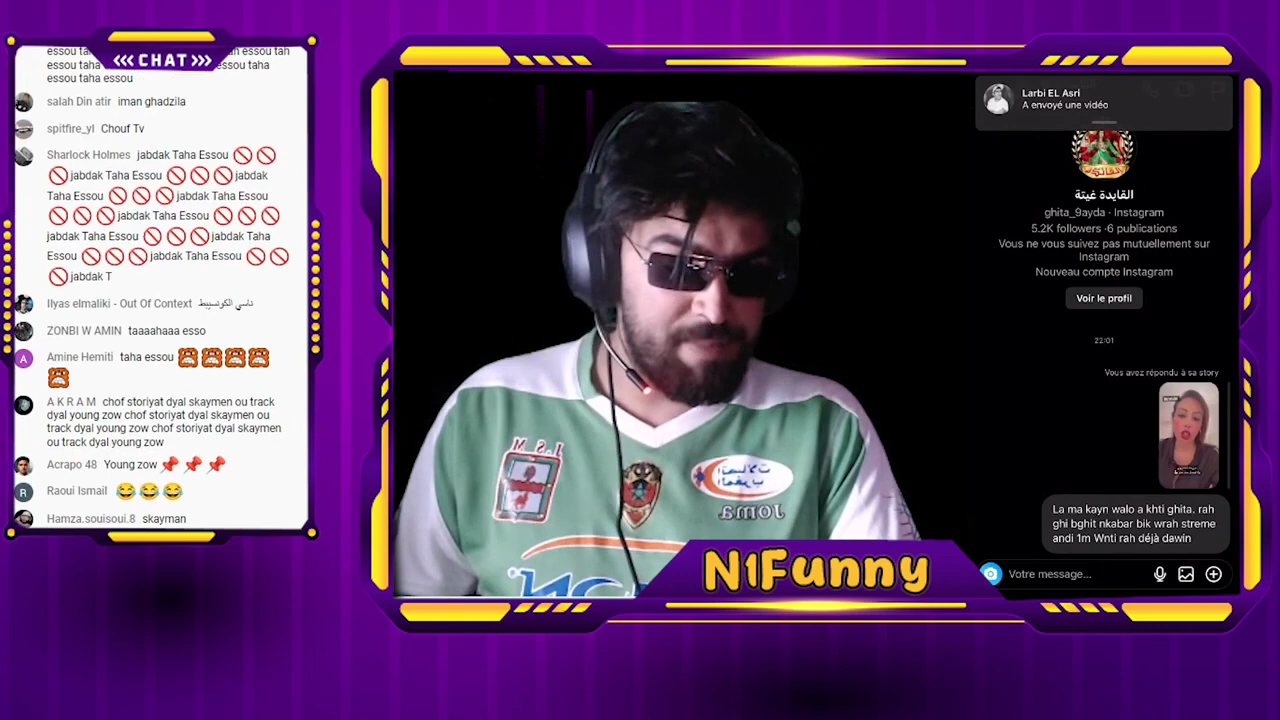 essou tah
essou taha essou taha
essou taha essou
CHAT
salah Din atir iman ghadzila
spitfire_yl Chouf Tv
Sharlock Holmes jabdak Taha Essou 🚫 🚫
🚫 jabdak Taha Essou 🚫 🚫 🚫 jabdak
Taha Essou 🚫 🚫 🚫 jabdak Taha Essou
🚫 🚫 🚫 jabdak Taha Essou 🚫 🚫 🚫
jabdak Taha Essou 🚫 🚫 🚫 jabdak Taha
Essou 🚫 🚫 🚫 jabdak Taha Essou 🚫 🚫
🚫 jabdak T
Ilyas elmaliki - Out Of Context ناسي الكونسيبط
ZONBI W AMIN taaaahaaa esso
A Amine Hemiti taha essou
A K R A M chof storiyat dyal skaymen ou track
dyal young zow chof storiyat dyal skaymen ou
track dyal young zow chof storiyat dyal skaymen
ou track dyal young zow
Acrapo 48 Young zow 📌 📌 📌
R Raoui Ismail 😂 😂 😂
Hamza.souisoui.8 skayman
Larbi EL Asri
A envoyé une vidéo
القايدة غيتة
ghita_9ayda · Instagram
5.2K followers · 6 publications
Vous ne vous suivez pas mutuellement sur
Instagram
Nouveau compte Instagram
Voir le profil
22:01
Vous avez répondu à sa story
La ma kayn walo a khti ghita. rah
ghi bghit nkabar bik wrah streme
andi 1m Wnti rah déjà dawin
Votre message...
J.S.M
joma
N1Funny